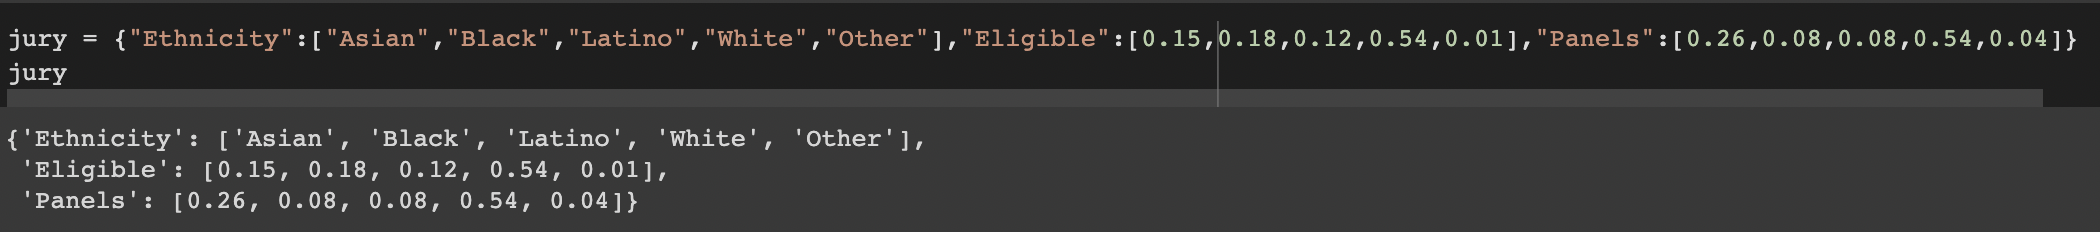 jury = {"Ethnicity":["Asian","Black","Latino","White","Other"],"Eligible":[0.15,0.18,0.12,0.54,0.01],"Panels":[0.26,0.08,0.08,0.54,0.04]}
jury
{'Ethnicity': ['Asian', 'Black', 'Latino', 'White', 'Other'],
 'Eligible': [0.15, 0.18, 0.12, 0.54, 0.01],
 'Panels': [0.26, 0.08, 0.08, 0.54, 0.04]}